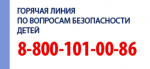 ГОРЯЧАЯ ЛИНИЯ
ПО ВОПРОСАМ БЕЗОПАСНОСТИ
ДЕТЕЙ
8-800-101-00-86